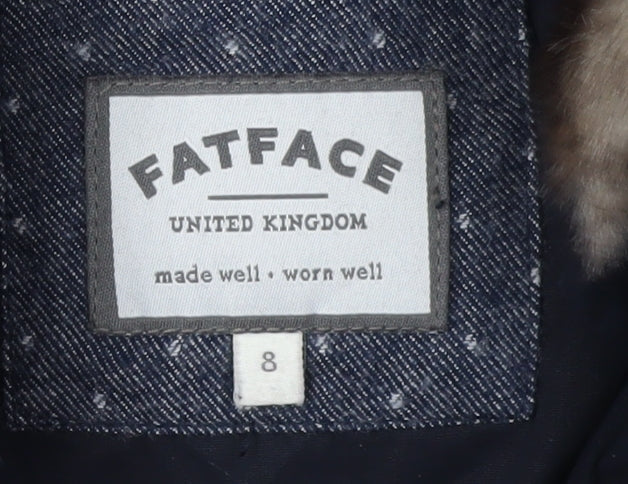 FATFACE
UNITED KINGDOM
made well • worn well
8